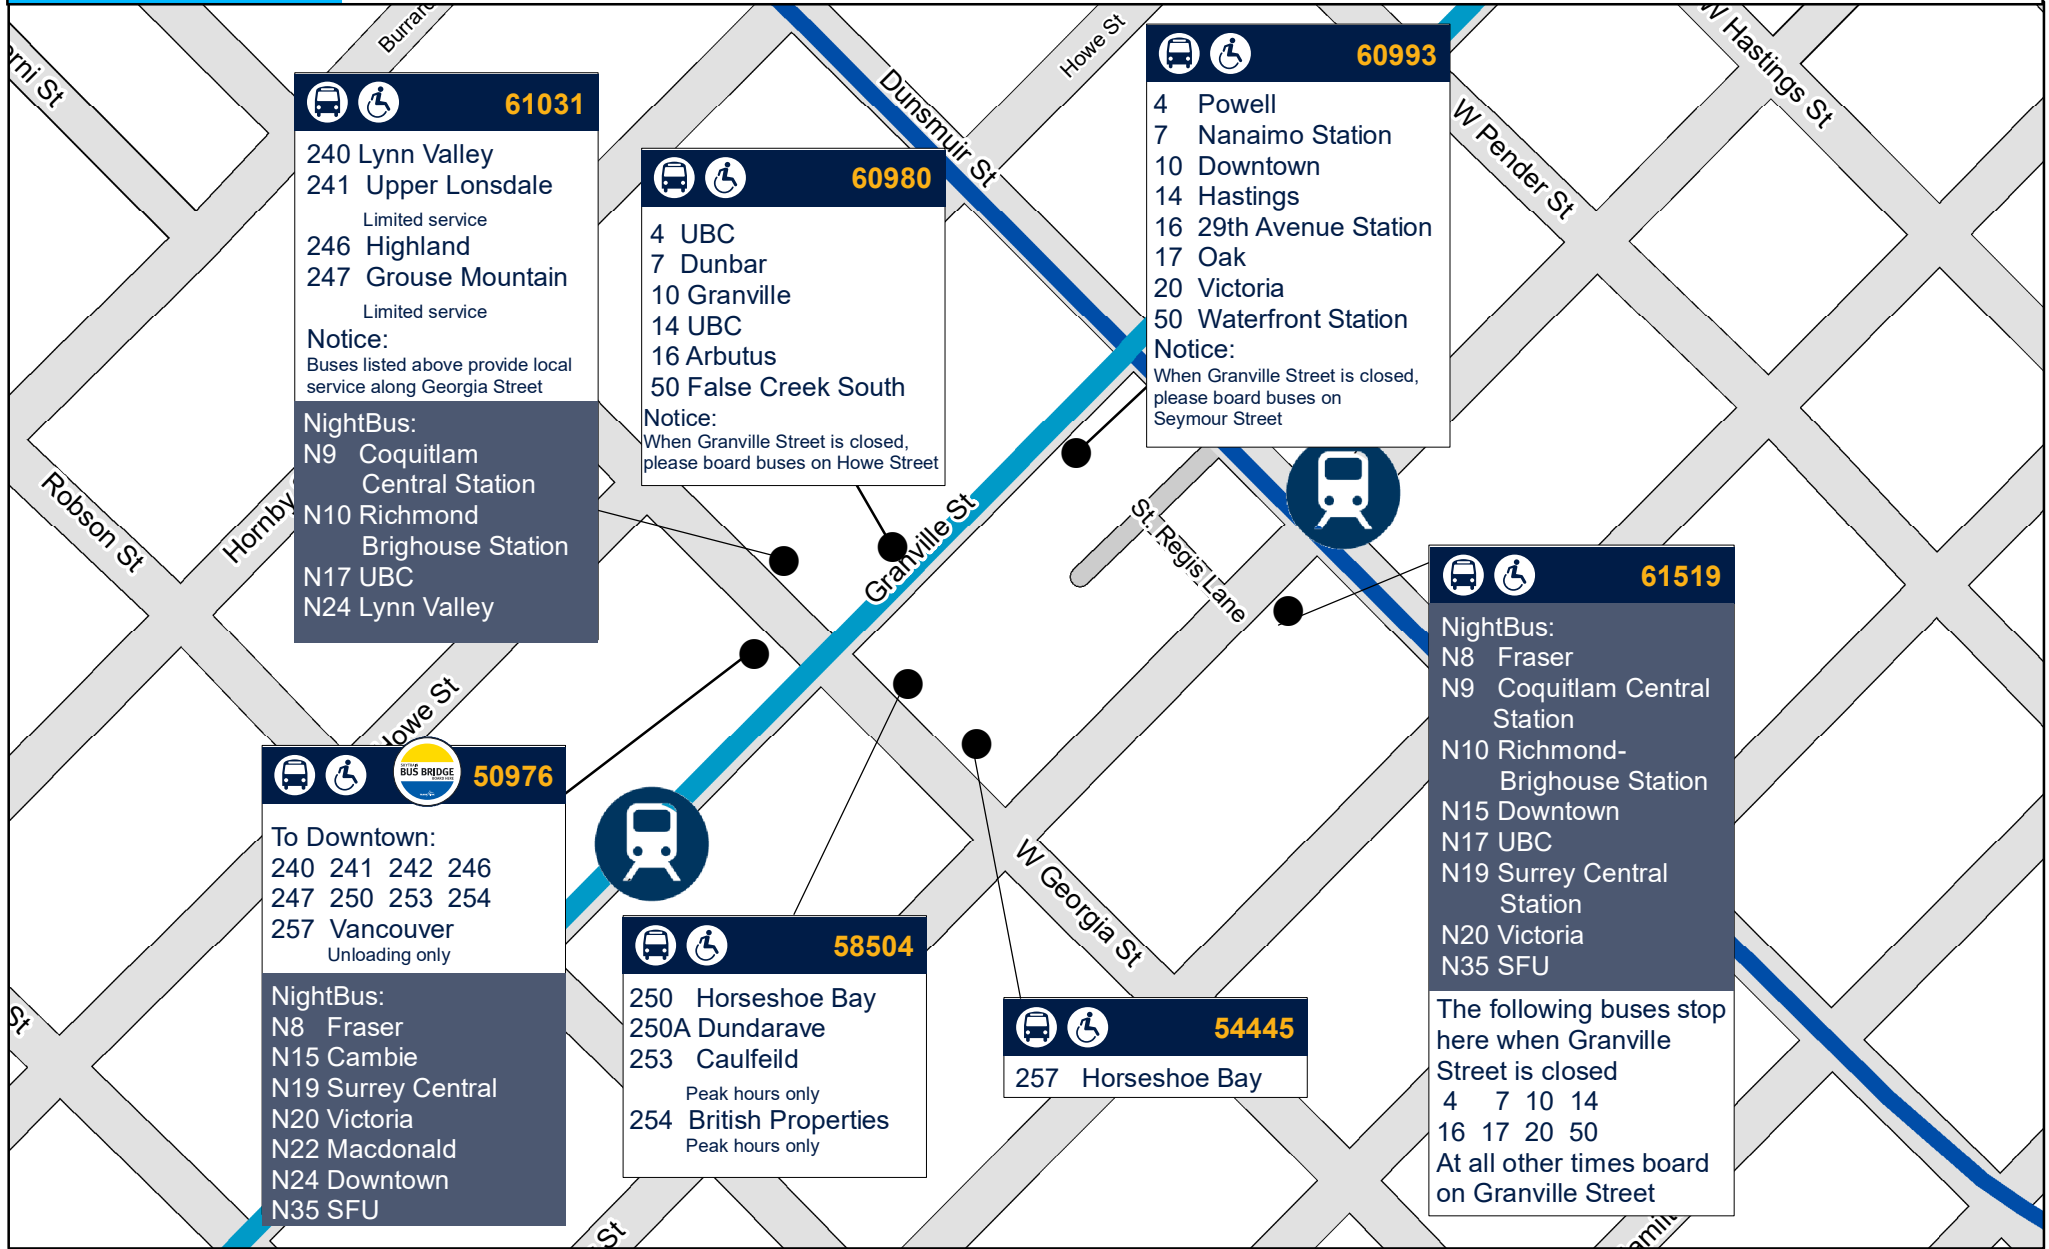 erni St
Burrard
Howe St
Dunsmuir St
W Hastings St
W Pender St
61031
240 Lynn Valley
241 Upper Lonsdale
Limited service
246 Highland
247 Grouse Mountain
Limited service
Notice:
Buses listed above provide local
service along Georgia Street
NightBus:
N9 Coquitlam
Central Station
N10 Richmond
Brighouse Station
N17 UBC
N24 Lynn Valley
60980
4 UBC
7 Dunbar
10 Granville
14 UBC
16 Arbutus
50 False Creek South
Notice:
When Granville Street is closed,
please board buses on Howe Street
60993
4 Powell
7 Nanaimo Station
10 Downtown
14 Hastings
16 29th Avenue Station
17 Oak
20 Victoria
50 Waterfront Station
Notice:
When Granville Street is closed,
please board buses on
Seymour Street
Robson St
Hornby
Granville St
St. Regis Lane
Howe St
50976
BUS BRIDGE
To Downtown:
240 241 242 246
247 250 253 254
257 Vancouver
Unloading only
NightBus:
N8 Fraser
N15 Cambie
N19 Surrey Central
N20 Victoria
N22 Macdonald
N24 Downtown
N35 SFU
58504
250 Horseshoe Bay
250A Dundarave
253 Caulfeild
Peak hours only
254 British Properties
Peak hours only
W Georgia St
54445
257 Horseshoe Bay
61519
NightBus:
N8 Fraser
N9 Coquitlam Central
Station
N10 Richmond-
Brighouse Station
N15 Downtown
N17 UBC
N19 Surrey Central
Station
N20 Victoria
N35 SFU
The following buses stop
here when Granville
Street is closed
4 7 10 14
16 17 20 50
At all other times board
on Granville Street
St
St
amilt